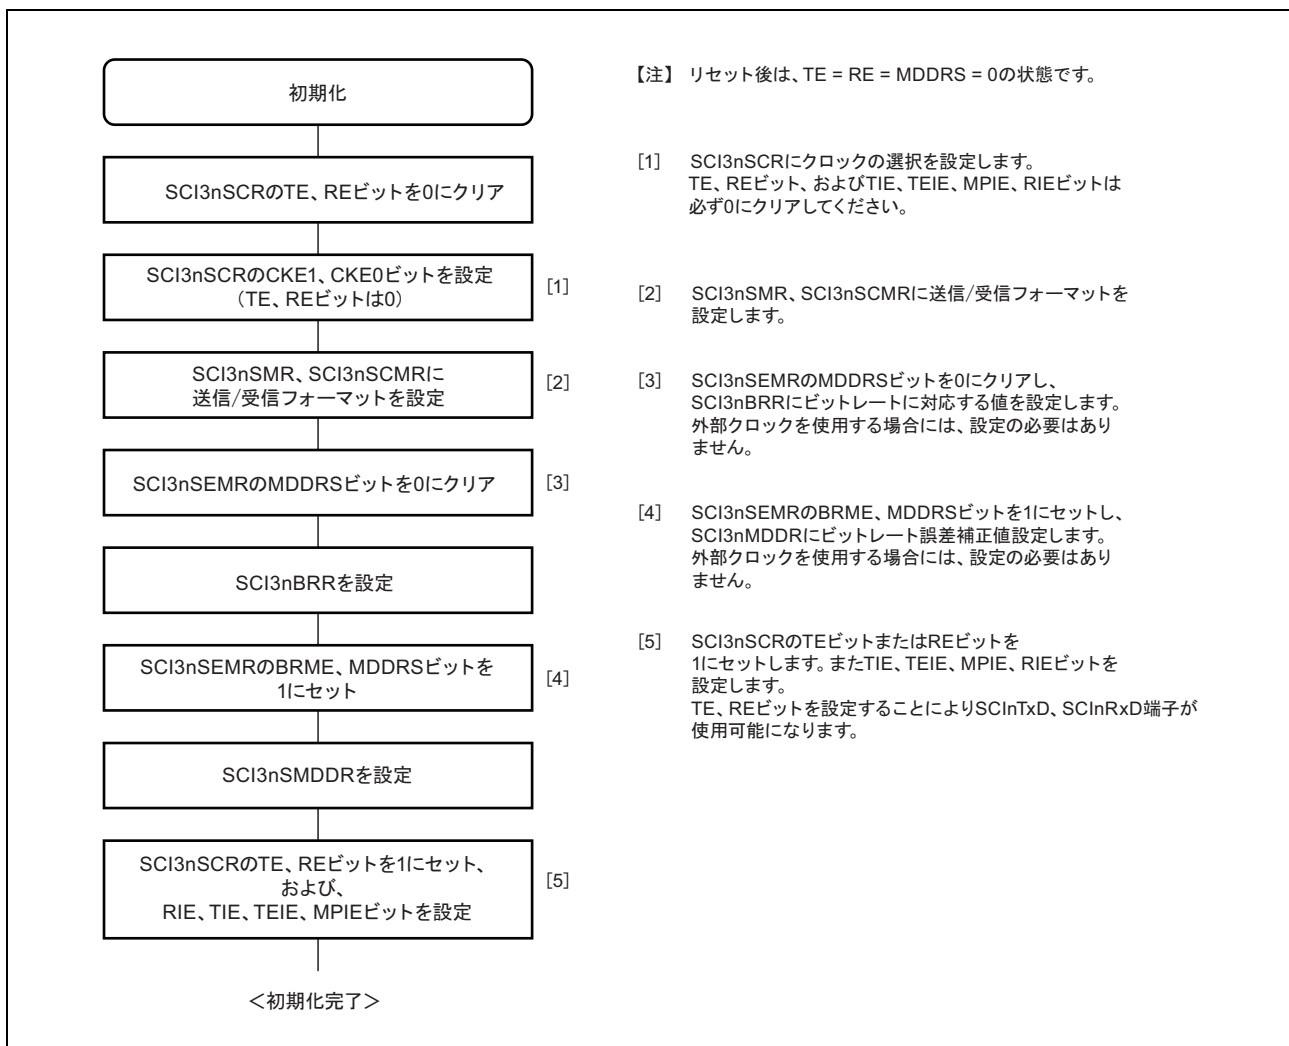 初期化
SCI3nSCRのTE、REビットを0にクリア
SCI3nSCRのCKE1、CKE0ビットを設定
（TE、REビットは0）
[1]
SCI3nSMR、SCI3nSCMRに
送信/受信フォーマットを設定
[2]
SCI3nSEMRのMDDRSビットを0にクリア
[3]
SCI3nBRRを設定
SCI3nSEMRのBRME、MDDRSビットを
1にセット
[4]
SCI3nSMDDRを設定
SCI3nSCRのTE、REビットを1にセット、
および、
RIE、TIE、TEIE、MPIEビットを設定
[5]
＜初期化完了＞
【注】 リセット後は、TE = RE = MDDRS = 0の状態です。
[1] SCI3nSCRにクロックの選択を設定します。
TE、REビット、およびTIE、TEIE、MPIE、RIEビットは
必ず0にクリアしてください。
[2] SCI3nSMR、SCI3nSCMRに送信/受信フォーマットを
設定します。
[3] SCI3nSEMRのMDDRSビットを0にクリアし、
SCI3nBRRにビットレートに対応する値を設定します。
外部クロックを使用する場合には、設定の必要はあり
ません。
[4] SCI3nSEMRのBRME、MDDRSビットを1にセットし、
SCI3nMDDRにビットレート誤差補正値設定します。
外部クロックを使用する場合には、設定の必要はあり
ません。
[5] SCI3nSCRのTEビットまたはREビットを
1にセットします。またTIE、TEIE、MPIE、RIEビットを
設定します。
TE、REビットを設定することによりSCInTxD、SCInRxD端子が
使用可能になります。